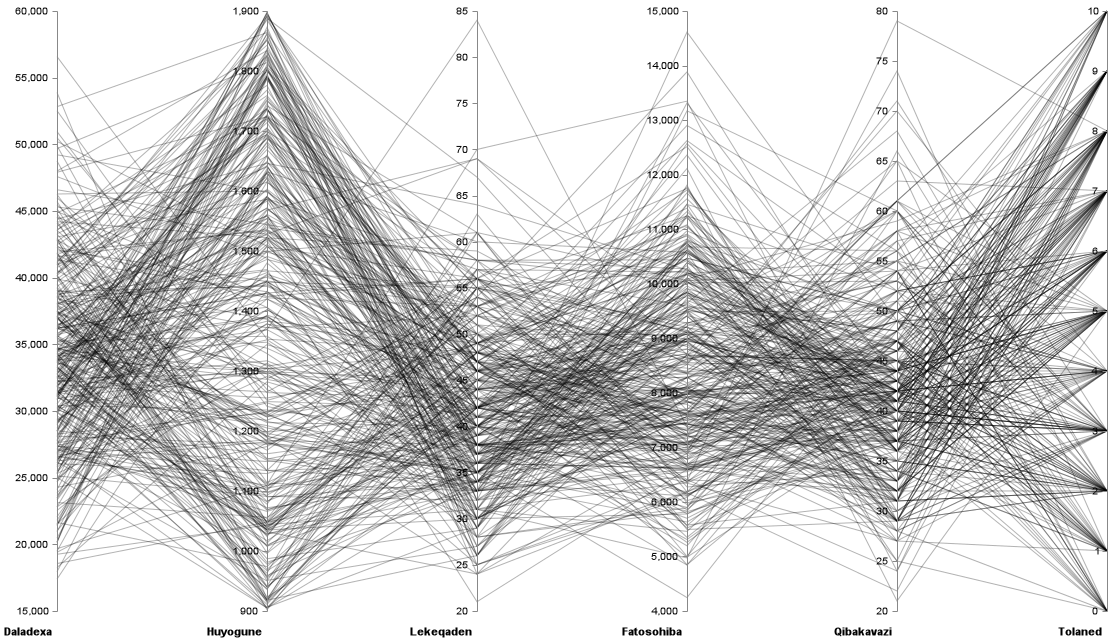 60,000 1,900 85 15,000 80 10
55,000 1,800 80 14,000 75 9
50,000 1,700 75 13,000 70 8
45,000 1,600 70 12,000 65 7
40,000 1,500 65 11,000 60 6
35,000 1,400 60 10,000 55 5
30,000 1,300 55 9,000 50 4
25,000 1,200 50 8,000 45 3
20,000 1,100 45 7,000 40 2
15,000 1,000 40 6,000 35 1
900 35 5,000 30 0
30 4,000 25
25 20
20
Daladexa Huyogune Lekeqaden Fatosohiba Qibakavazi Tolaned